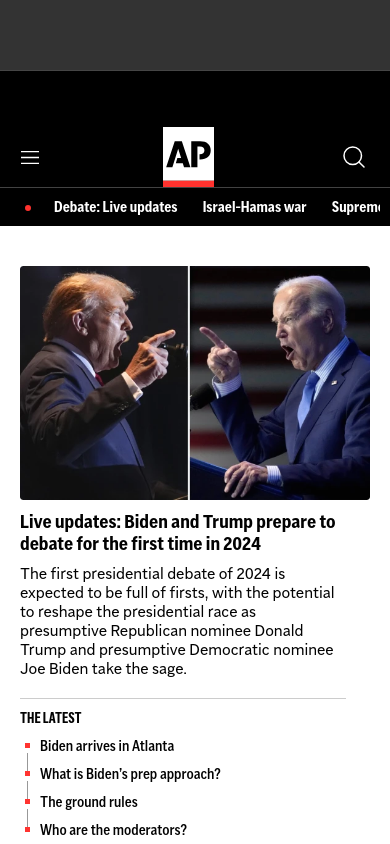 AP
Debate: Live updates
Israel-Hamas war
Supreme
Live updates: Biden and Trump prepare to
debate for the first time in 2024
The first presidential debate of 2024 is
expected to be full of firsts, with the potential
to reshape the presidential race as
presumptive Republican nominee Donald
Trump and presumptive Democratic nominee
Joe Biden take the sage.
THE LATEST
Biden arrives in Atlanta
What is Biden's prep approach?
The ground rules
Who are the moderators?